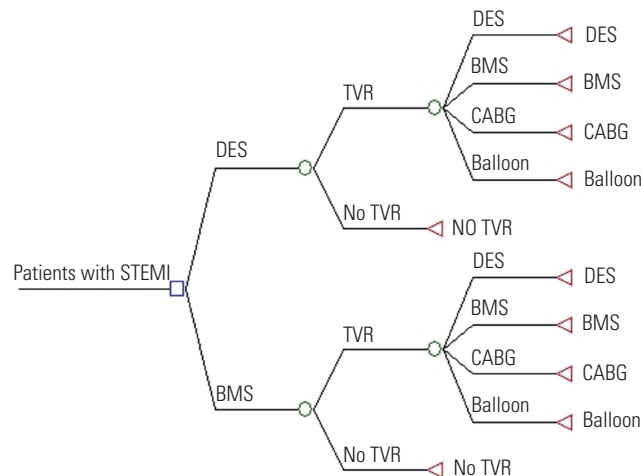 DES DES
BMS BMS
TVR
CABG CABG
DES
Balloon Balloon
No TVR NO TVR
DES DES
Patients with STEMI
BMS BMS
TVR
CABG CABG
BMS
Balloon Balloon
No TVR No TVR